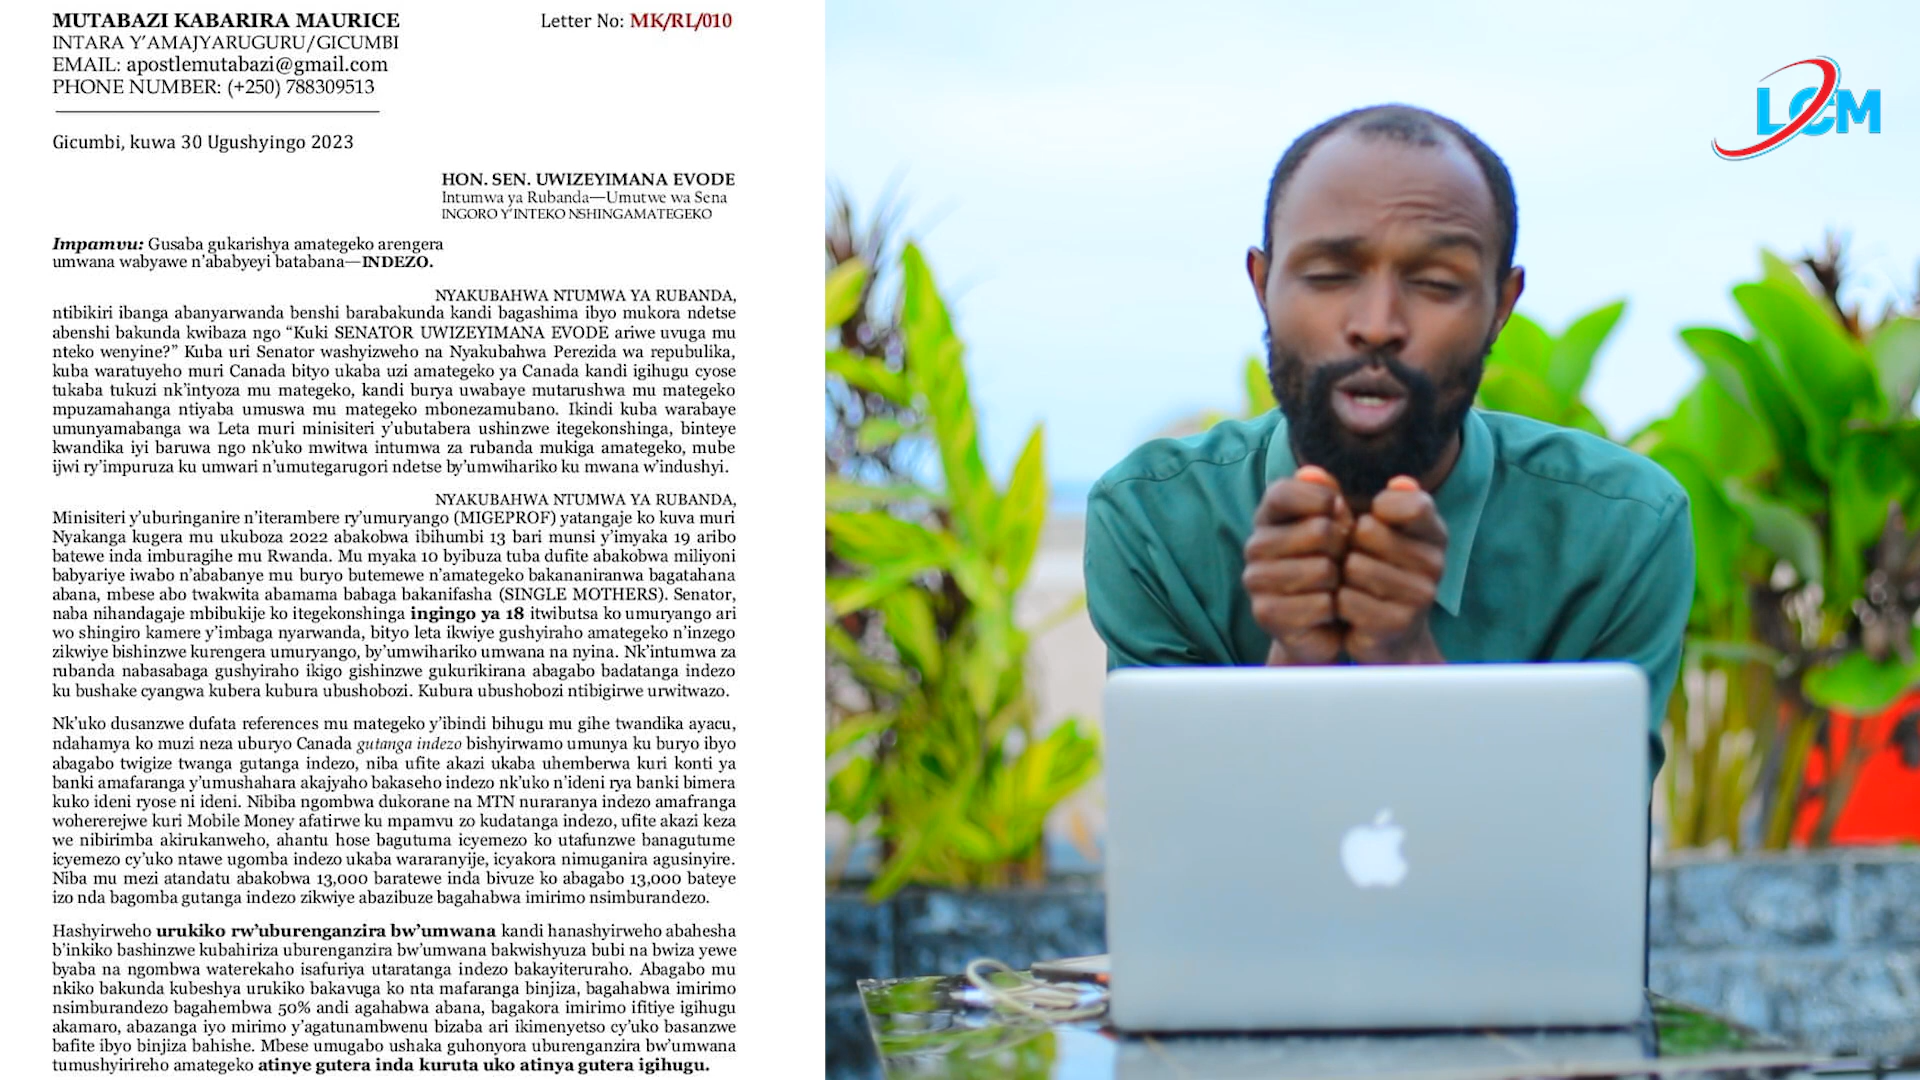 MUTABAZI KABARIRA MAURICE
Letter No: MK/RL/010
INTARA Y'AMAJYARUGURU/GICUMBI
EMAIL: apostlemutabazi@gmail.com
PHONE NUMBER: (+250) 788309513
Gicumbi, kuwa 30 Ugushyingo 2023
HON. SEN. UWIZEYIMANA EVODE
Intumwa ya Rubanda—Umutwe wa Sena
INGORO Y'INTEKO NSHINGAMATEGEKO
Impamvu: Gusaba gukarishya amategeko arengera
umwana wabyawe n'ababyeyi batabana—INDEZO.
NYAKUBAHWA NTUMWA YA RUBANDA,
ntibikiri ibanga abanyarwanda benshi barabakunda kandi bagashima ibyo mukora ndetse
abenshi bakunda kwibaza ngo “Kuki SENATOR UWIZEYIMANA EVODE ariwe uvuga mu
nteko wenyine?” Kuba uri Senator washyizweho na Nyakubahwa Perezida wa repubulika,
kuba waratuyeho muri Canada bityo ukaba uzi amategeko ya Canada kandi igihugu cyose
tukaba tukuzi nk'intyoza mu mategeko, kandi burya uwabaye mutarushwa mu mategeko
mpuzamahanga ntiyaba umuswa mu mategeko mbonezamubano. Ikindi kuba warabaye
umunyamabanga wa Leta muri minisiteri y'ubutabera ushinzwe itegekonshinga, binteye
kwandika iyi baruwa ngo nk'uko mwitwa intumwa za rubanda mukiga amategeko, mube
ijwi ry'impuruza ku umwari n'umutegarugori ndetse by'umwihariko ku mwana w'indushyi.
NYAKUBAHWA NTUMWA YA RUBANDA,
Minisiteri y'uburinganire n'iterambere ry'umuryango (MIGEPROF) yatangaje ko kuva muri
Nyakanga kugera mu ukuboza 2022 abakobwa ibihumbi 13 bari munsi y'imyaka 19 aribo
batewe inda imburagihe mu Rwanda. Mu myaka 10 byibuza tuba dufite abakobwa miliyoni
babyariye iwabo n'ababanye mu buryo butemewe n'amategeko bakananiranwa bagatahana
abana, mbese abo twakwita abamama babaga bakanifasha (SINGLE MOTHERS). Senator,
naba nihandagaje mbibukije ko itegekonshinga ingingo ya 18 itwibutsa ko umuryango ari
wo shingiro kamere y'imbaga nyarwanda, bityo leta ikwiye gushyiraho amategeko n'inzego
zikwiye bishinzwe kurengera umuryango, by'umwihariko umwana na nyina. Nk'intumwa za
rubanda nabasabaga gushyiraho ikigo gishinzwe gukurikirana abagabo badatanga indezo
ku bushake cyangwa kubera kubura ubushobozi. Kubura ubushobozi ntibigirwe urwitwazo.
Nk'uko dusanzwe dufata references mu mategeko y'ibindi bihugu mu gihe twandika ayacu,
ndahamya ko muzi neza uburyo Canada gutanga indezo bishyirwamo umunya ku buryo ibyo
abagabo twigize twanga gutanga indezo, niba ufite akazi ukaba uhemberwa kuri konti ya
banki amafaranga y'umushahara akajyaho bakaseho indezo nk'uko n'ideni rya banki bimera
kuko ideni ryose ni ideni. Nibiba ngombwa dukorane na MTN nuraranya indezo amafranga
wohererejwe kuri Mobile Money afatirwe ku mpamvu zo kudatanga indezo, ufite akazi keza
we nibirimba akirukanweho, ahantu hose bagutuma icyemezo ko utafunzwe banagutume
icyemezo cy'uko ntawe ugomba indezo ukaba wararanyije, icyakora nimuganira agusinyire.
Niba mu mezi atandatu abakobwa 13,000 baratewe inda bivuze ko abagabo 13,000 bateye
izo nda bagomba gutanga indezo zikwiye abazibuze bagahabwa imirimo nsimburandezo.
Hashyirweho urukiko rw'uburenganzira bw'umwana kandi hanashyirweho abahesha
b'inkiko bashinzwe kubahiriza uburenganzira bw'umwana bakwishyuza bubi na bwiza yewe
byaba na ngombwa waterekaho isafuriya utaratanga indezo bakayiteruraho. Abagabo mu
nkiko bakunda kubeshya urukiko bakavuga ko nta mafaranga binjiza, bagahabwa imirimo
nsimburandezo bagahembwa 50% andi agahabwa abana, bagakora imirimo ifitiye igihugu
akamaro, abazanga iyo mirimo y'agatunambwenu bizaba ari ikimenyetso cy'uko basanzwe
bafite ibyo binjiza bahishe. Mbese umugabo ushaka guhonyora uburenganzira bw'umwana
tumushyirireho amategeko atinye gutera inda kuruta uko atinya gutera igihugu.
LCM